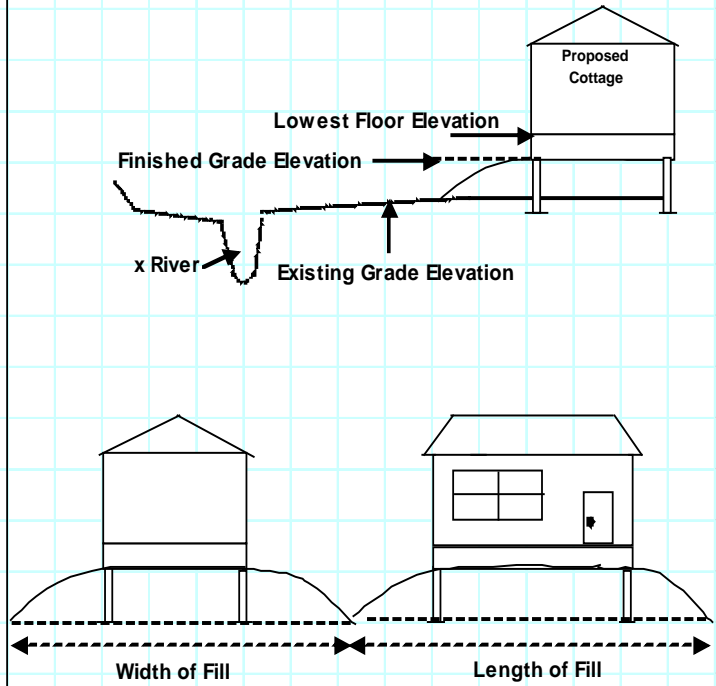 Proposed
Cottage
Lowest Floor Elevation
Finished Grade Elevation
x River
Existing Grade Elevation
Width of Fill
Length of Fill